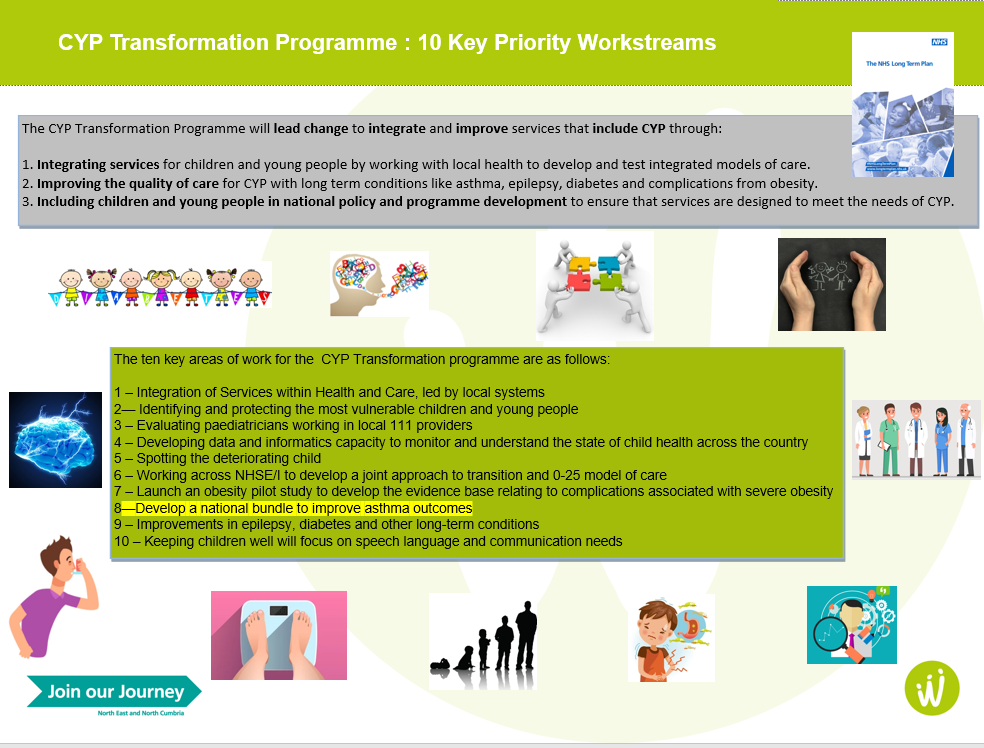 CYP Transformation Programme : 10 Key Priority Workstreams
NHS
The NHS Long Term Plan
The CYP Transformation Programme will lead change to integrate and improve services that include CYP through:
1. Integrating services for children and young people by working with local health to develop and test integrated models of care.
2. Improving the quality of care for CYP with long term conditions like asthma, epilepsy, diabetes and complications from obesity.
3. Including children and young people in national policy and programme development to ensure that services are designed to meet the needs of CYP.
The ten key areas of work for the  CYP Transformation programme are as follows:
1 – Integration of Services within Health and Care, led by local systems
2— Identifying and protecting the most vulnerable children and young people
3 – Evaluating paediatricians working in local 111 providers
4 – Developing data and informatics capacity to monitor and understand the state of child health across the country
5 – Spotting the deteriorating child
6 – Working across NHSE/I to develop a joint approach to transition and 0-25 model of care
7 – Launch an obesity pilot study to develop the evidence base relating to complications associated with severe obesity
8—Develop a national bundle to improve asthma outcomes
9 – Improvements in epilepsy, diabetes and other long-term conditions
10 – Keeping children well will focus on speech language and communication needs
Join our Journey
North East and North Cumbria